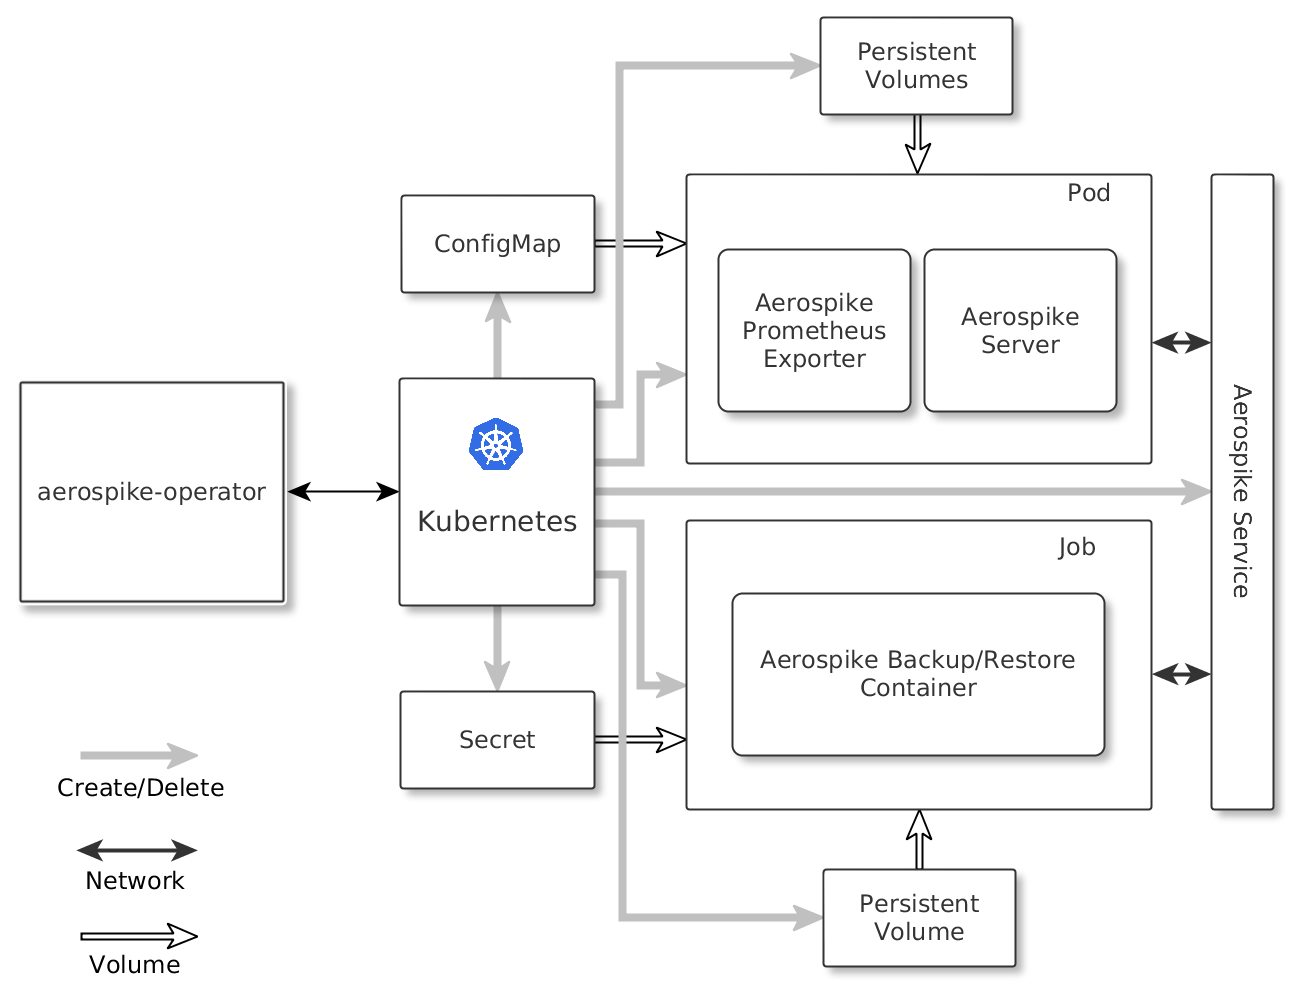 Persistent
Volumes
Pod
ConfigMap
Aerospike
Prometheus
Exporter
Aerospike
Server
aerospike-operator
Kubernetes
Aerospike Service
Job
Aerospike Backup/Restore
Container
Secret
Create/Delete
Network
Volume
Persistent
Volume